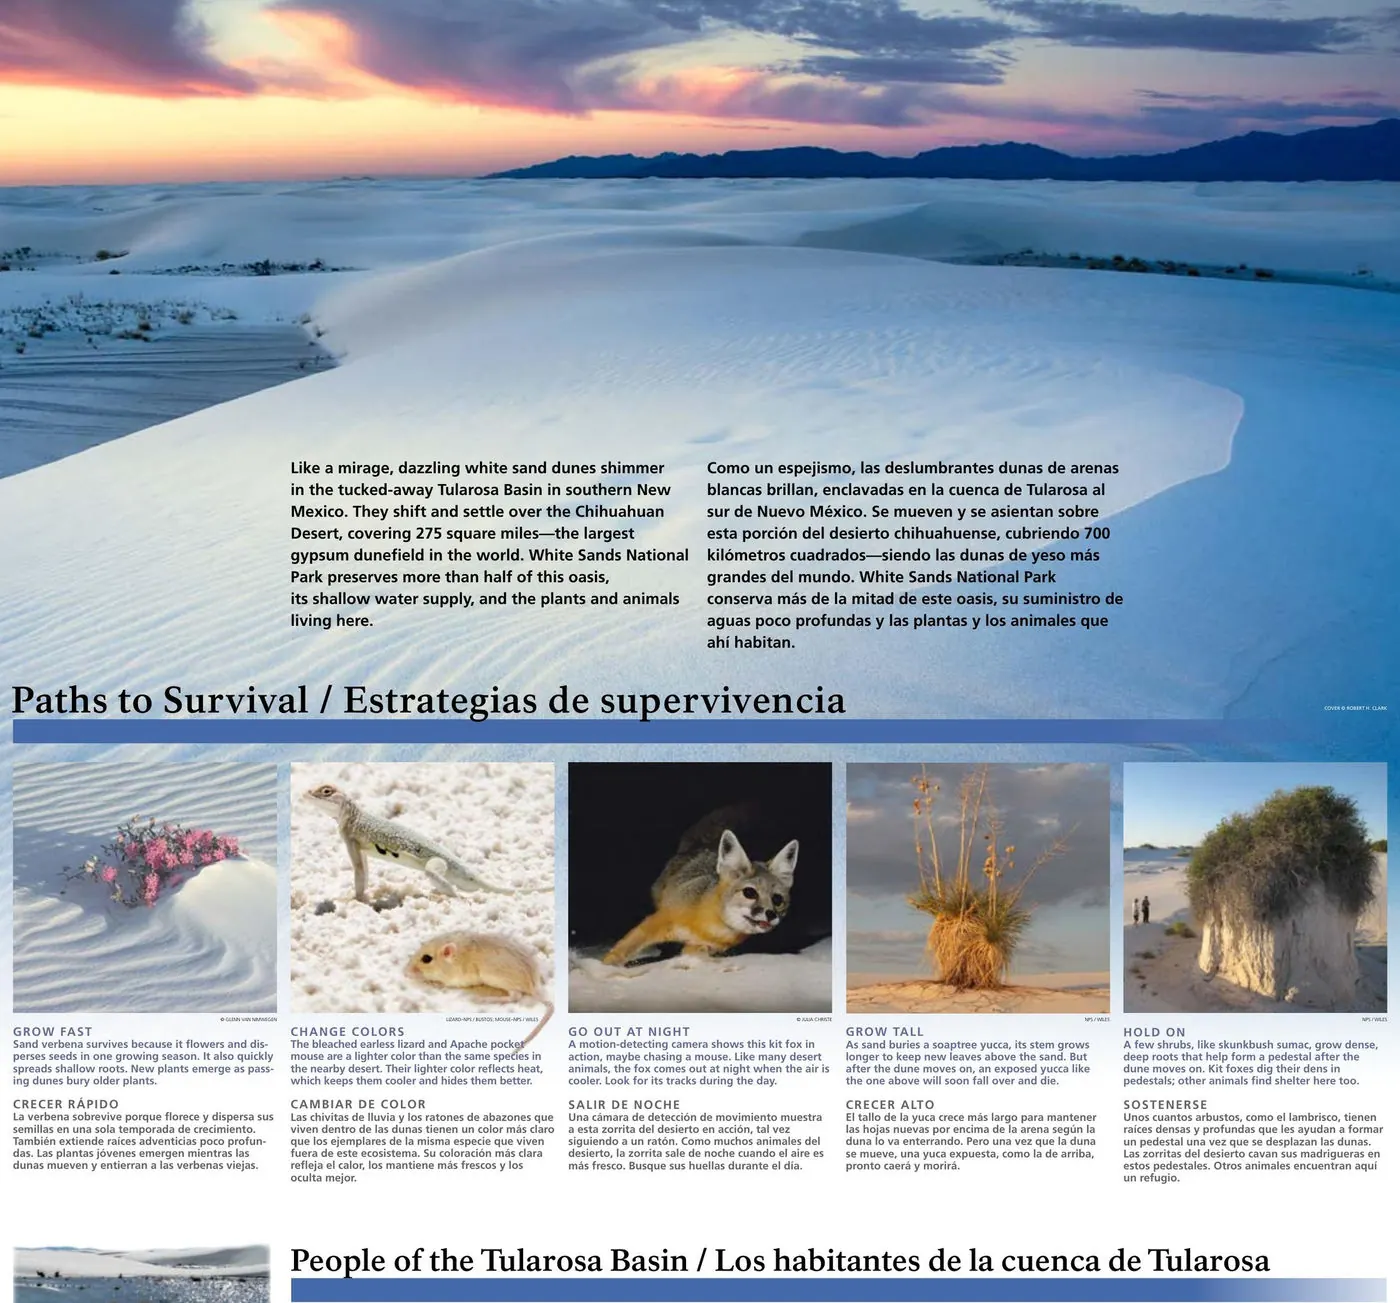 Like a mirage, dazzling white sand dunes shimmer
in the tucked-away Tularosa Basin in southern New
Mexico. They shift and settle over the Chihuahuan
Desert, covering 275 square miles—the largest
gypsum dunefield in the world. White Sands National
Park preserves more than half of this oasis,
its shallow water supply, and the plants and animals
living here.
Como un espejismo, las deslumbrantes dunas de arenas
blancas brillan, enclavadas en la cuenca de Tularosa al
sur de Nuevo México. Se mueven y se asientan sobre
esta porción del desierto chihuahuense, cubriendo 700
kilómetros cuadrados—siendo las dunas de yeso más
grandes del mundo. White Sands National Park
conserva más de la mitad de este oasis, su suministro de
aguas poco profundas y las plantas y los animales que
ahí habitan.
Paths to Survival / Estrategias de supervivencia
COVER © ROBERT H. CLARK
© GLENN VAN NIMWEGEN
GROW FAST
Sand verbena survives because it flowers and dis-
perses seeds in one growing season. It also quickly
spreads shallow roots. New plants emerge as pass-
ing dunes bury older plants.
CRECER RÁPIDO
La verbena sobrevive porque florece y dispersa sus
semillas en una sola temporada de crecimiento.
También extiende raíces adventicias poco profun-
das. Las plantas jóvenes emergen mientras las
dunas mueven y entierran a las verbenas viejas.
LIZARD–NPS / BUSTOS; MOUSE–NPS / WILES
CHANGE COLORS
The bleached earless lizard and Apache pocket
mouse are a lighter color than the same species in
the nearby desert. Their lighter color reflects heat,
which keeps them cooler and hides them better.
CAMBIAR DE COLOR
Las chivitas de lluvia y los ratones de abazones que
viven dentro de las dunas tienen un color más claro
que los ejemplares de la misma especie que viven
fuera de este ecosistema. Su coloración más clara
refleja el calor, los mantiene más frescos y los
oculta mejor.
© JULIA CHRISTE
GO OUT AT NIGHT
A motion-detecting camera shows this kit fox in
action, maybe chasing a mouse. Like many desert
animals, the fox comes out at night when the air is
cooler. Look for its tracks during the day.
SALIR DE NOCHE
Una cámara de detección de movimiento muestra
a esta zorrita del desierto en acción, tal vez
siguiendo a un ratón. Como muchos animales del
desierto, la zorrita sale de noche cuando el aire es
más fresco. Busque sus huellas durante el día.
NPS / WILES
GROW TALL
As sand buries a soaptree yucca, its stem grows
longer to keep new leaves above the sand. But
after the dune moves on, an exposed yucca like
the one above will soon fall over and die.
CRECER ALTO
El tallo de la yuca crece más largo para mantener
las hojas nuevas por encima de la arena según la
duna lo va enterrando. Pero una vez que la duna
se mueve, una yuca expuesta, como la de arriba,
pronto caerá y morirá.
NPS / WILES
HOLD ON
A few shrubs, like skunkbush sumac, grow dense,
deep roots that help form a pedestal after the
dune moves on. Kit foxes dig their dens in
pedestals; other animals find shelter here too.
SOSTENERSE
Unos cuantos arbustos, como el lambrisco, tienen
raíces densas y profundas que les ayudan a formar
un pedestal una vez que se desplazan las dunas.
Las zorritas del desierto cavan sus madrigueras en
estos pedestales. Otros animales encuentran aquí
un refugio.
People of the Tularosa Basin / Los habitantes de la cuenca de Tularosa